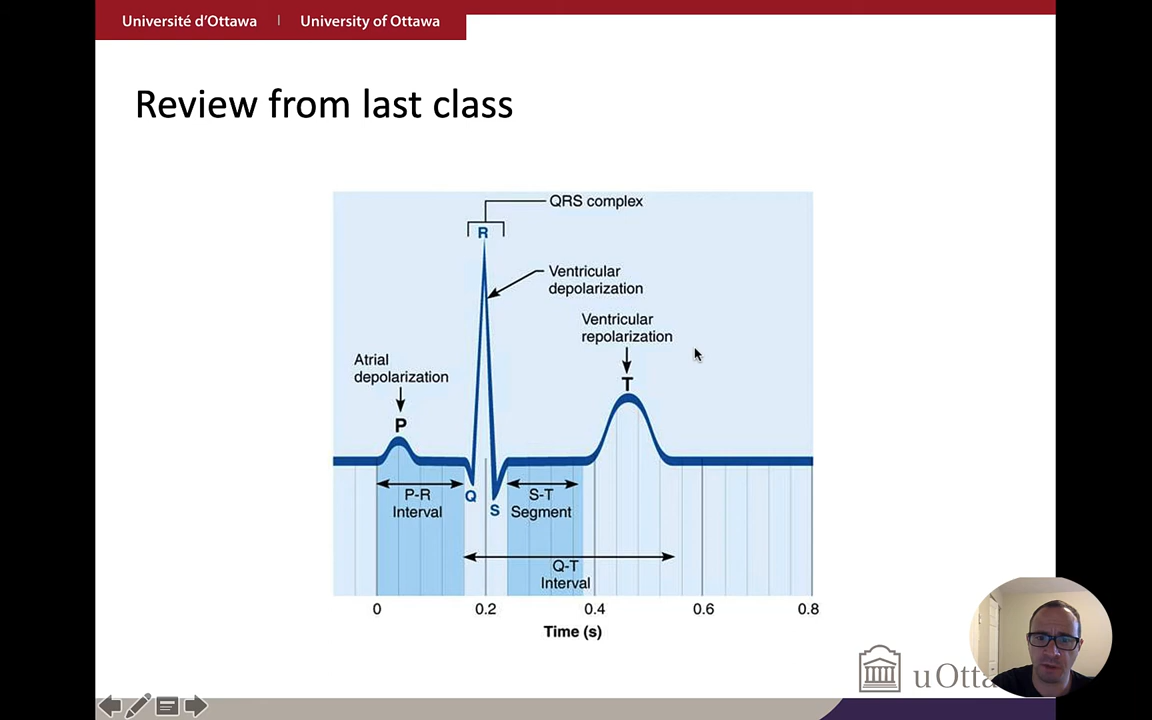 Université d'Ottawa | University of Ottawa
Review from last class
QRS complex
R
Ventricular
depolarization
Ventricular
repolarization
T
Atrial
depolarization
P
P-R
Interval
Q
S
S-T
Segment
Q-T
Interval
0 0.2 0.4 0.6 0.8
Time (s)
uOtta